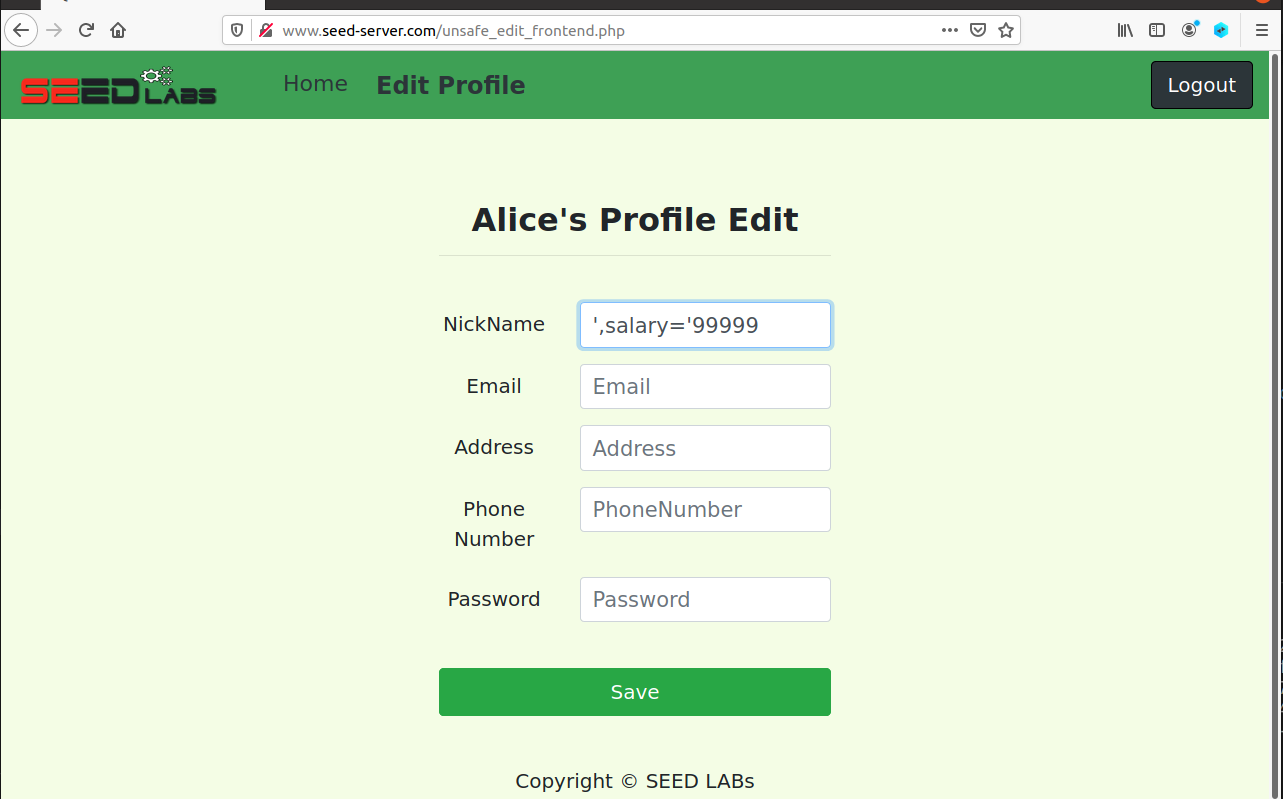 www.seed-server.com/unsafe_edit_frontend.php
SEED LABS
Home
Edit Profile
Logout
Alice's Profile Edit
NickName
',salary='99999
Email
Email
Address
Address
Phone
Number
PhoneNumber
Password
Password
Save
Copyright © SEED LABs